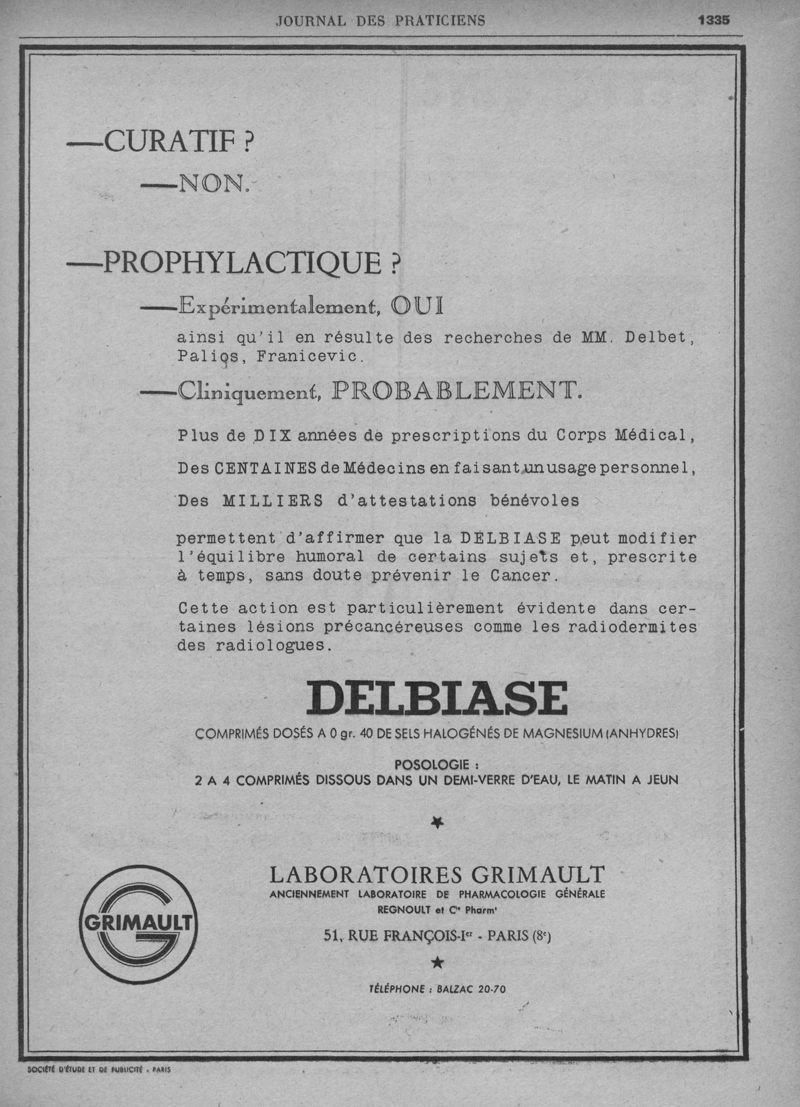 JOURNAL DES PRATICIENS 1335
—CURATIF ?
—NON.
—PROPHYLACTIQUE ?
—Expérimentalement, OUI
ainsi qu'il en résulte des recherches de MM. Delbet,
Palios, Franicevic.
—Cliniquement, PROBABLEMENT.
Plus de DIX années de prescriptions du Corps Médical,
Des CENTAINES de Médecins en faisant un usage personnel,
Des MILLIERS d'attestations bénévoles
permettent d'affirmer que la DELBIASE peut modifier
l'équilibre humoral de certains sujets et, prescrite
à temps, sans doute prévenir le Cancer.
Cette action est particulièrement évidente dans cer-
taines lésions précancéreuses comme les radiodermites
des radiologues.
DELBIASE
COMPRIMÉS DOSÉS A 0 gr. 40 DE SELS HALOGÉNÉS DE MAGNESIUM (ANHYDRES)
POSOLOGIE :
2 A 4 COMPRIMÉS DISSOUS DANS UN DEMI-VERRE D'EAU, LE MATIN A JEUN
LABORATOIRES GRIMAULT
ANCIENNEMENT LABORATOIRE DE PHARMACOLOGIE GÉNÉRALE
REGNOULT et Cie Pharmn
51, RUE FRANÇOIS-Ier - PARIS (8e)
TÉLÉPHONE : BALZAC 20-70
GRIMAULT
SOCIÉTÉ D'ÉTUDE ET DE PUBLICITÉ - PARIS